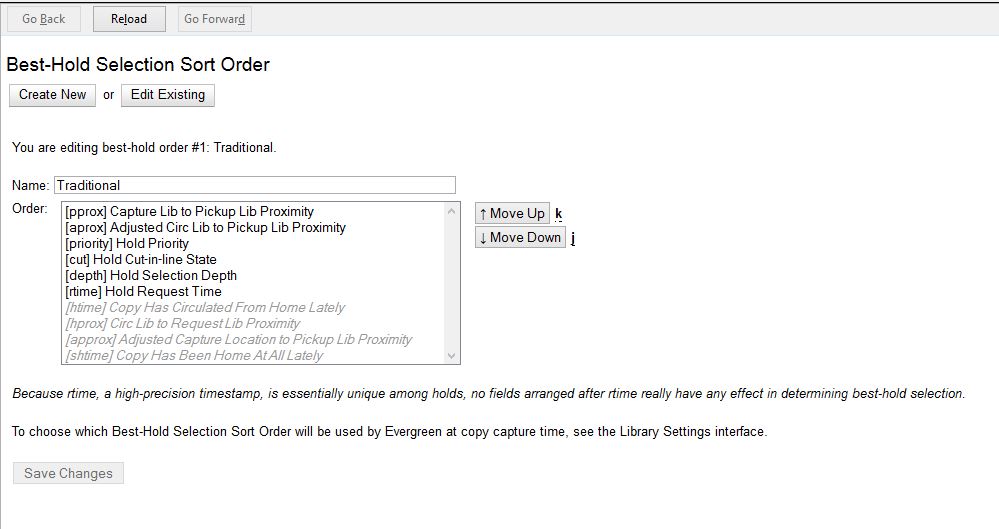 Go Back Reload Go Forward
Best-Hold Selection Sort Order
Create New or Edit Existing
You are editing best-hold order #1: Traditional.
Name: Traditional
Order: [pprox] Capture Lib to Pickup Lib Proximity
[aprox] Adjusted Circ Lib to Pickup Lib Proximity
[priority] Hold Priority
[cut] Hold Cut-in-line State
[depth] Hold Selection Depth
[rtime] Hold Request Time
[htime] Copy Has Circulated From Home Lately
[hprox] Circ Lib to Request Lib Proximity
[approx] Adjusted Capture Location to Pickup Lib Proximity
[shtime] Copy Has Been Home At All Lately
↑ Move Up k
↓ Move Down j
Because rtime, a high-precision timestamp, is essentially unique among holds, no fields arranged after rtime really have any effect in determining best-hold selection.
To choose which Best-Hold Selection Sort Order will be used by Evergreen at copy capture time, see the Library Settings interface.
Save Changes